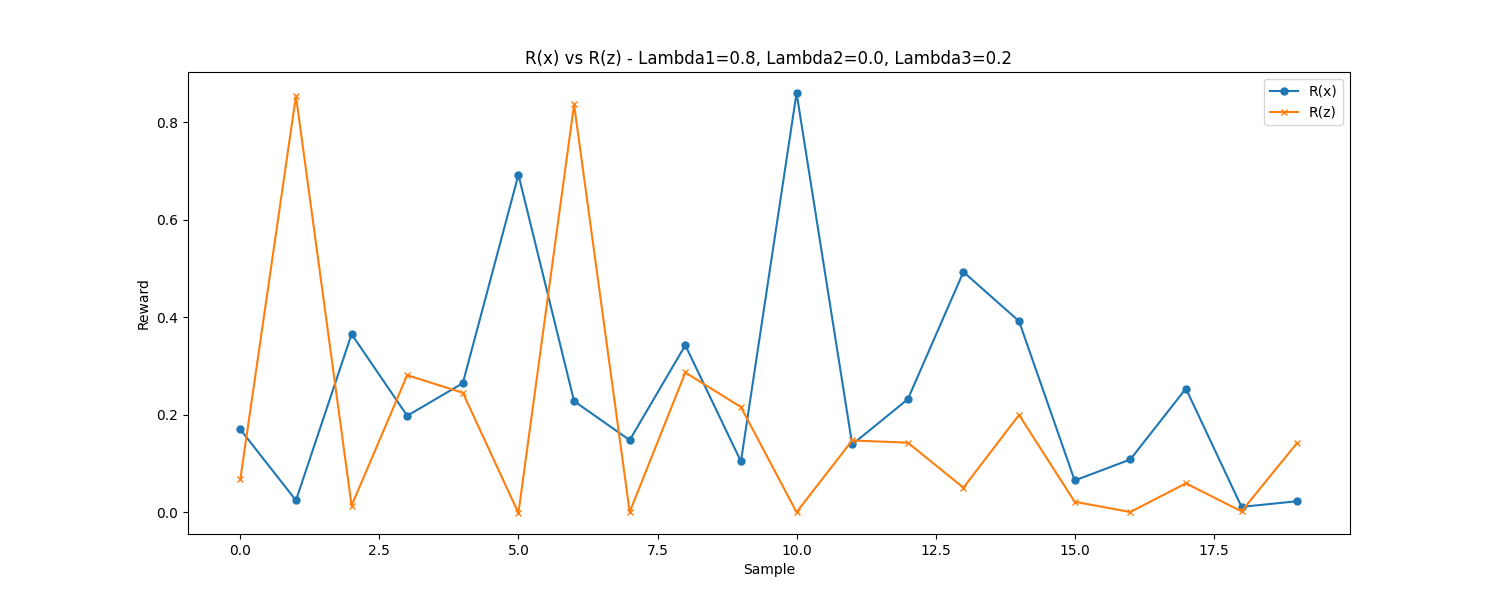 R(x) vs R(z) - Lambda1=0.8, Lambda2=0.0, Lambda3=0.2
R(x)
R(z)
Reward
0.8
0.6
0.4
0.2
0.0
0.0 2.5 5.0 7.5 10.0 12.5 15.0 17.5
Sample